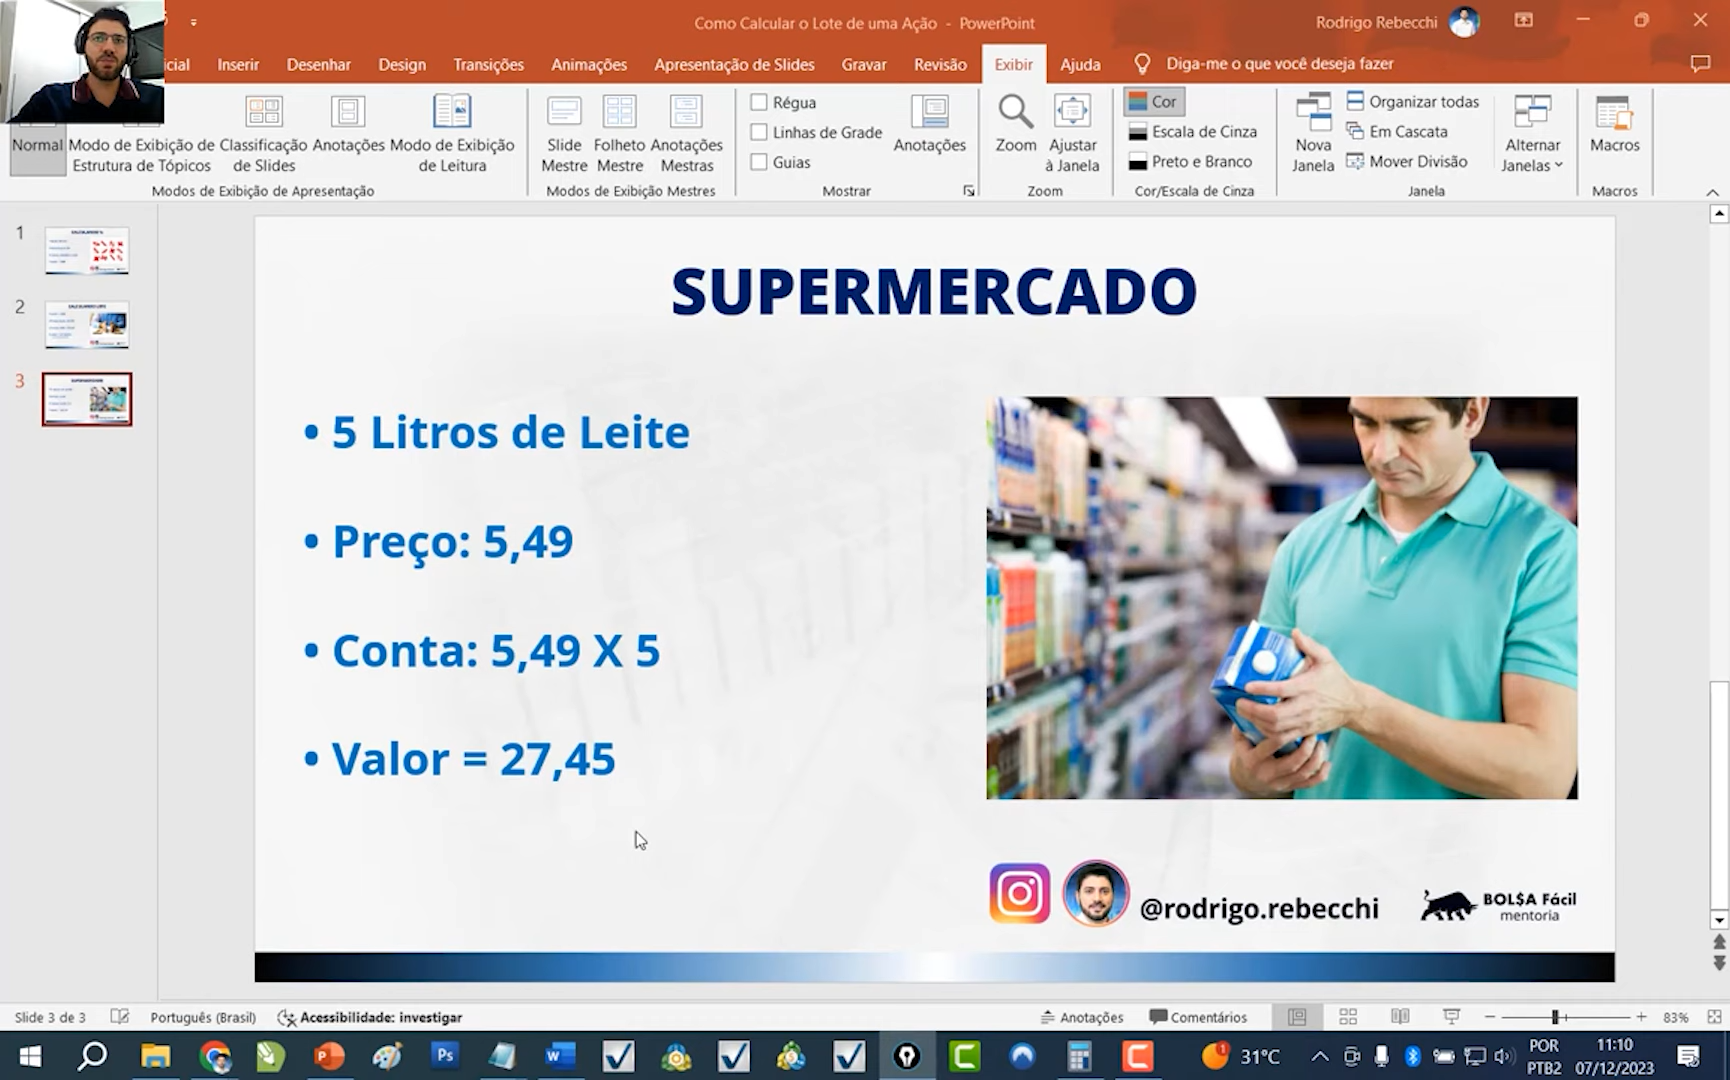 Como Calcular o Lote de uma Ação - PowerPoint
Rodrigo Rebecchi
icial Inserir Desenhar Design Transições Animações Apresentação de Slides Gravar Revisão Exibir Ajuda Diga-me o que você deseja fazer
Normal
Modo de Exibição de
Estrutura de Tópicos
Classificação
de Slides
Anotações
Modo de Exibição
de Leitura
Modos de Exibição de Apresentação
Slide
Mestre
Folheto
Mestre
Anotações
Mestras
Modos de Exibição Mestres
Régua
Linhas de Grade
Guias
Anotações
Mostrar
Zoom
Ajustar
à Janela
Zoom
Cor
Escala de Cinza
Preto e Branco
Cor/Escala de Cinza
Nova
Janela
Organizar todas
Em Cascata
Mover Divisão
Alternar
Janelas
Janela
Macros
Macros
1
2
3
SUPERMERCADO
• 5 Litros de Leite
• Preço: 5,49
• Conta: 5,49 X 5
• Valor = 27,45
@rodrigo.rebecchi
BOL$A Fácil
mentoria
Slide 3 de 3 Português (Brasil) Acessibilidade: investigar Anotações Comentários 83%
Ps
1
31°C
POR
PTB2
11:10
07/12/2023